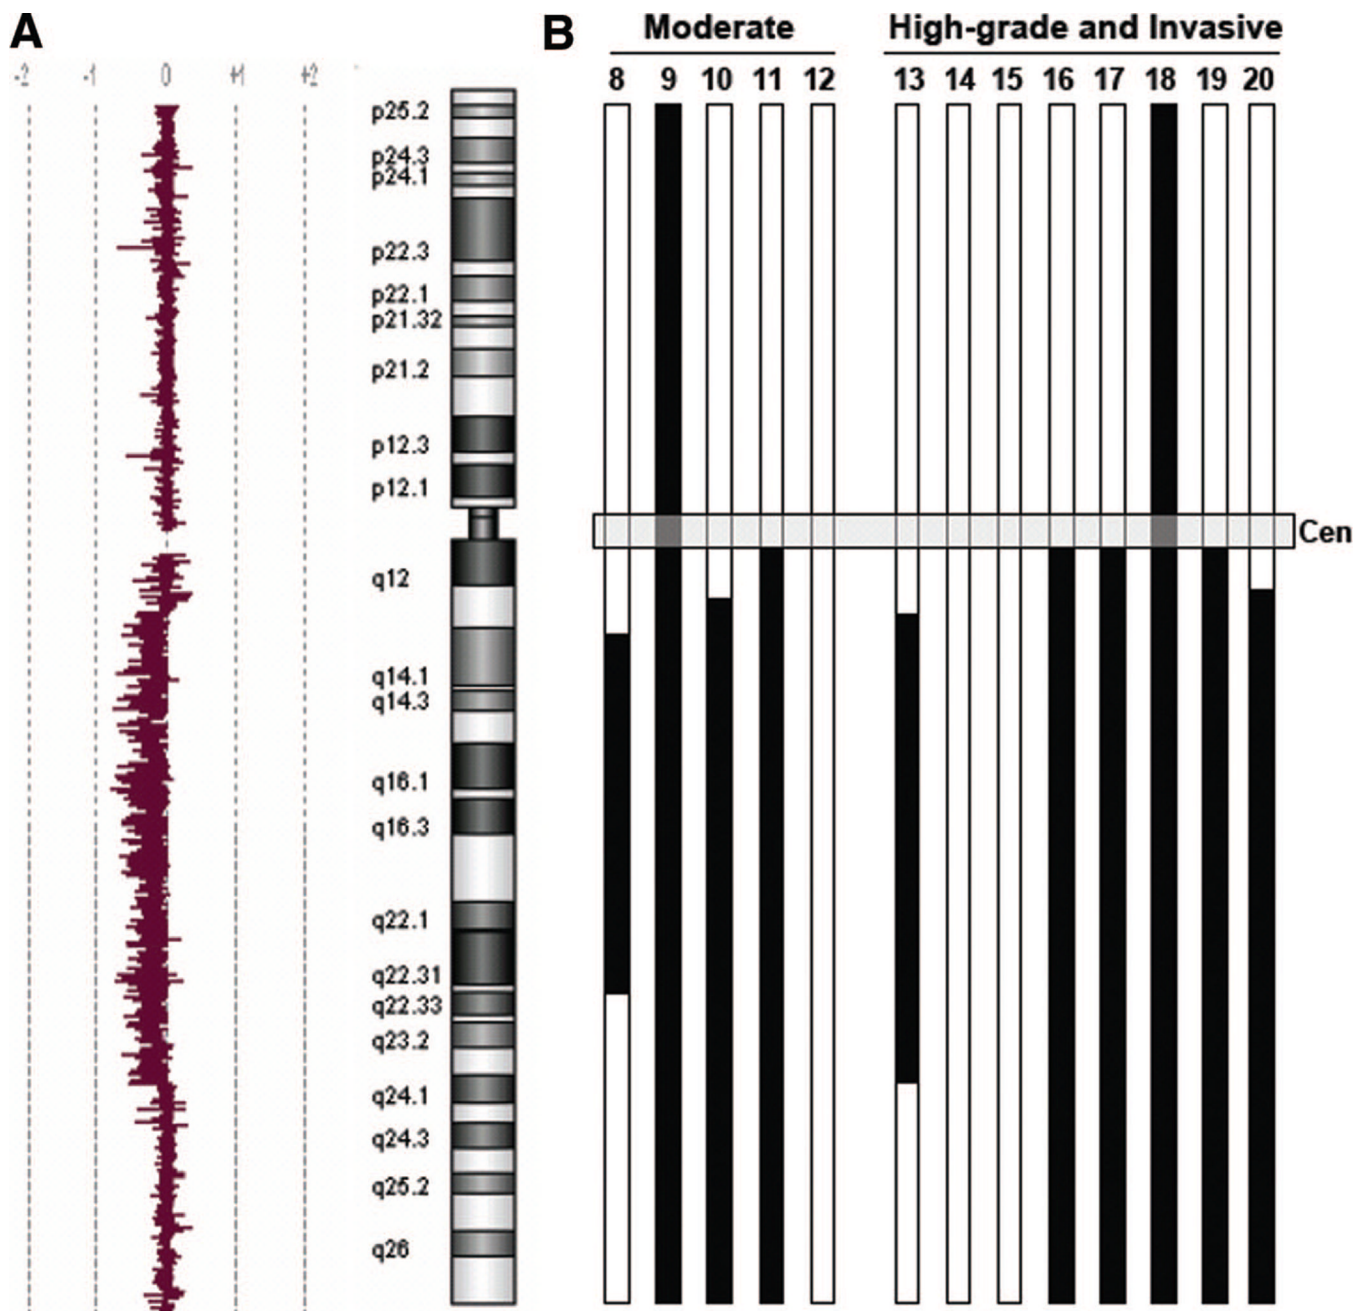 A
B
Moderate
High-grade and Invasive
-2 -1 0 +1 +2
8 9 10 11 12 13 14 15 16 17 18 19 20
p25.2
p24.3
p24.1
p22.3
p22.1
p21.32
p21.2
p12.3
p12.1
Cen
q12
q14.1
q14.3
q16.1
q16.3
q22.1
q22.31
q22.33
q23.2
q24.1
q24.3
q25.2
q26